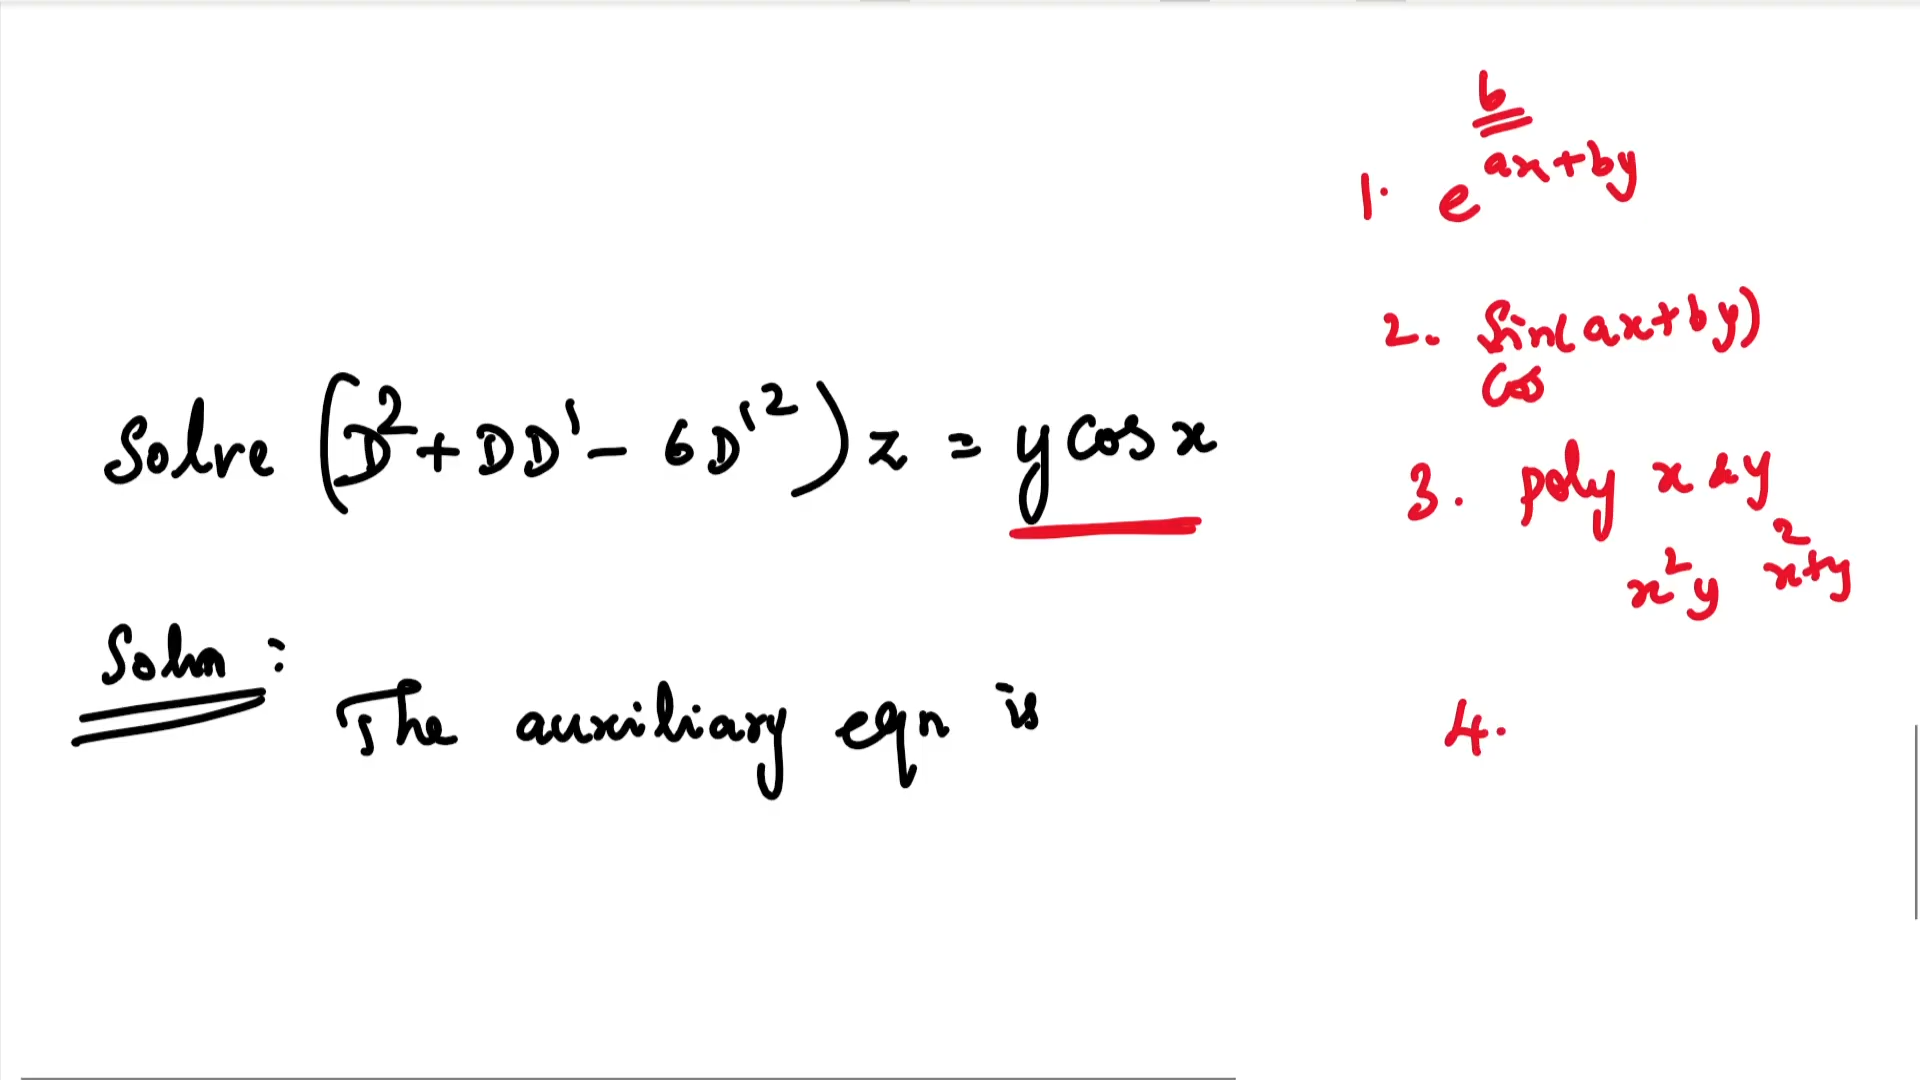 b
1. e^{ax+by}
2. Sin(ax+by)
Cos
Solve (D²+DD'-6D'²)z = y Cos x
3. poly x & y
x²y x²+y
Soln :
The auxiliary eqn is
4.